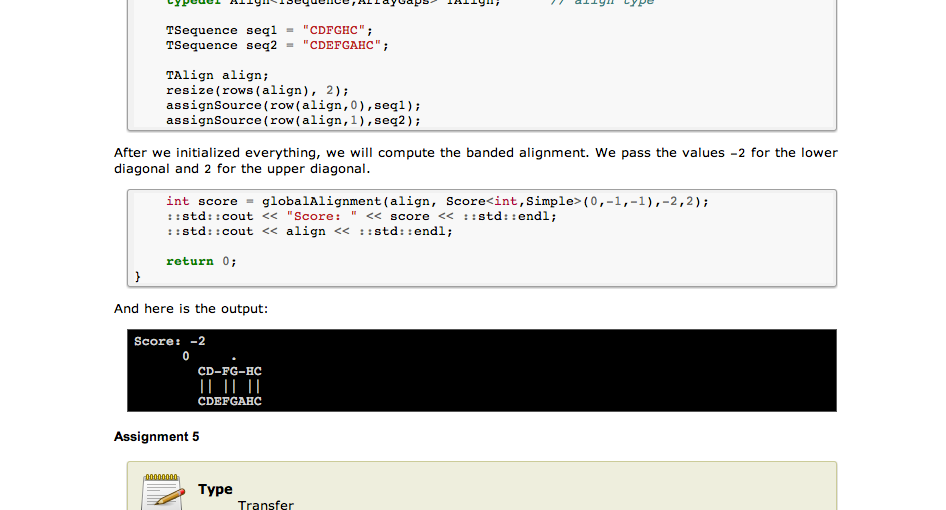 typedef Align<TSequence,ArrayGaps> TAlign;      // align type
TSequence seq1 = "CDFGHC";
TSequence seq2 = "CDEFGAHC";
TAlign align;
resize(rows(align), 2);
assignSource(row(align,0),seq1);
assignSource(row(align,1),seq2);
After we initialized everything, we will compute the banded alignment. We pass the values -2 for the lower
diagonal and 2 for the upper diagonal.
int score = globalAlignment(align, Score<int,Simple>(0,-1,-1),-2,2);
::std::cout << "Score: " << score << ::std::endl;
::std::cout << align << ::std::endl;
return 0;
}
And here is the output:
Score: -2
0     .
CD-FG-HC
|| || ||
CDEFGAHC
Assignment 5
Type
Transfer